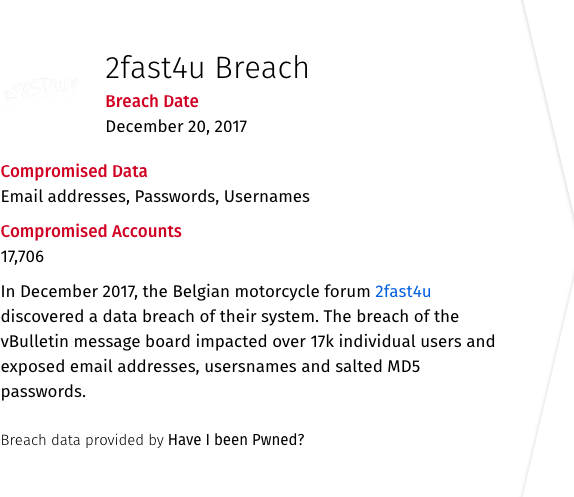 2fast4u Breach
Breach Date
December 20, 2017
Compromised Data
Email addresses, Passwords, Usernames
Compromised Accounts
17,706
In December 2017, the Belgian motorcycle forum 2fast4u
discovered a data breach of their system. The breach of the
vBulletin message board impacted over 17k individual users and
exposed email addresses, usersnames and salted MD5
passwords.
Breach data provided by Have I been Pwned?